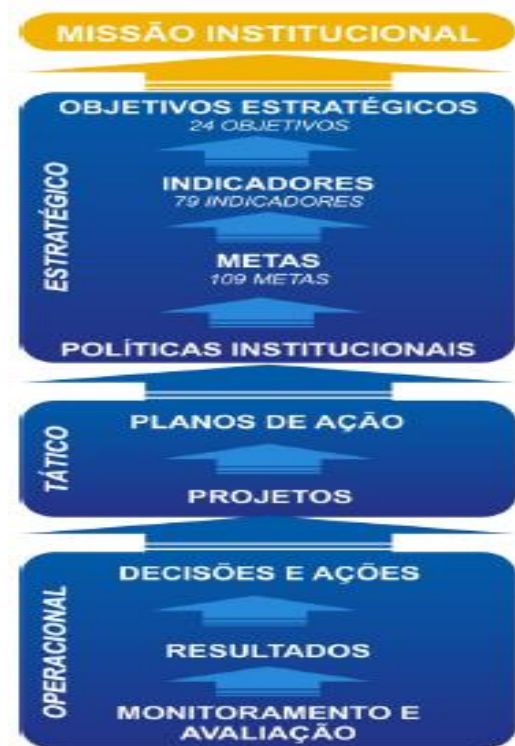 MISSÃO INSTITUCIONAL
OBJETIVOS ESTRATÉGICOS
24 OBJETIVOS
INDICADORES
79 INDICADORES
METAS
109 METAS
POLÍTICAS INSTITUCIONAIS
ESTRATÉGICO
PLANOS DE AÇÃO
PROJETOS
TÁTICO
DECISÕES E AÇÕES
RESULTADOS
MONITORAMENTO E
AVALIAÇÃO
OPERACIONAL